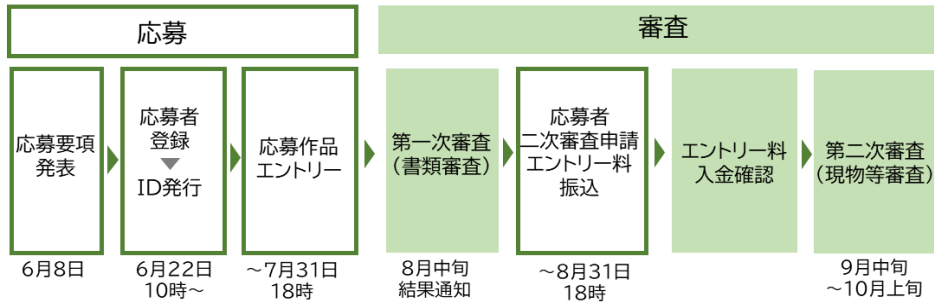 応募
審査
応募要項
発表
応募者
登録
ID発行
応募作品
エントリー
第一次審査
(書類審査)
応募者
二次審査申請
エントリー料
振込
エントリー料
入金確認
第二次審査
(現物等審査)
6月8日
6月22日
10時～
～7月31日
18時
8月中旬
結果通知
～8月31日
18時
9月中旬
～10月上旬